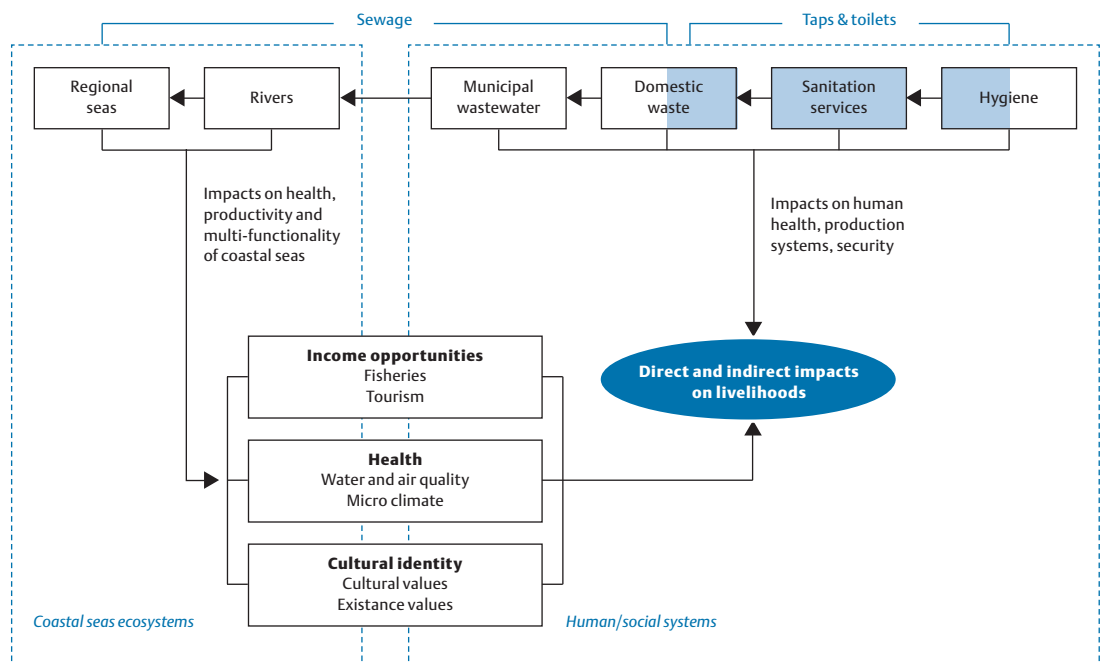 Sewage
Taps & toilets
Regional
seas
Rivers
Municipal
wastewater
Domestic
waste
Sanitation
services
Hygiene
Impacts on health,
productivity and
multi-functionality
of coastal seas
Impacts on human
health, production
systems, security
Income opportunities
Fisheries
Tourism
Direct and indirect impacts
on livelihoods
Health
Water and air quality
Micro climate
Cultural identity
Cultural values
Existance values
Coastal seas ecosystems
Human/social systems